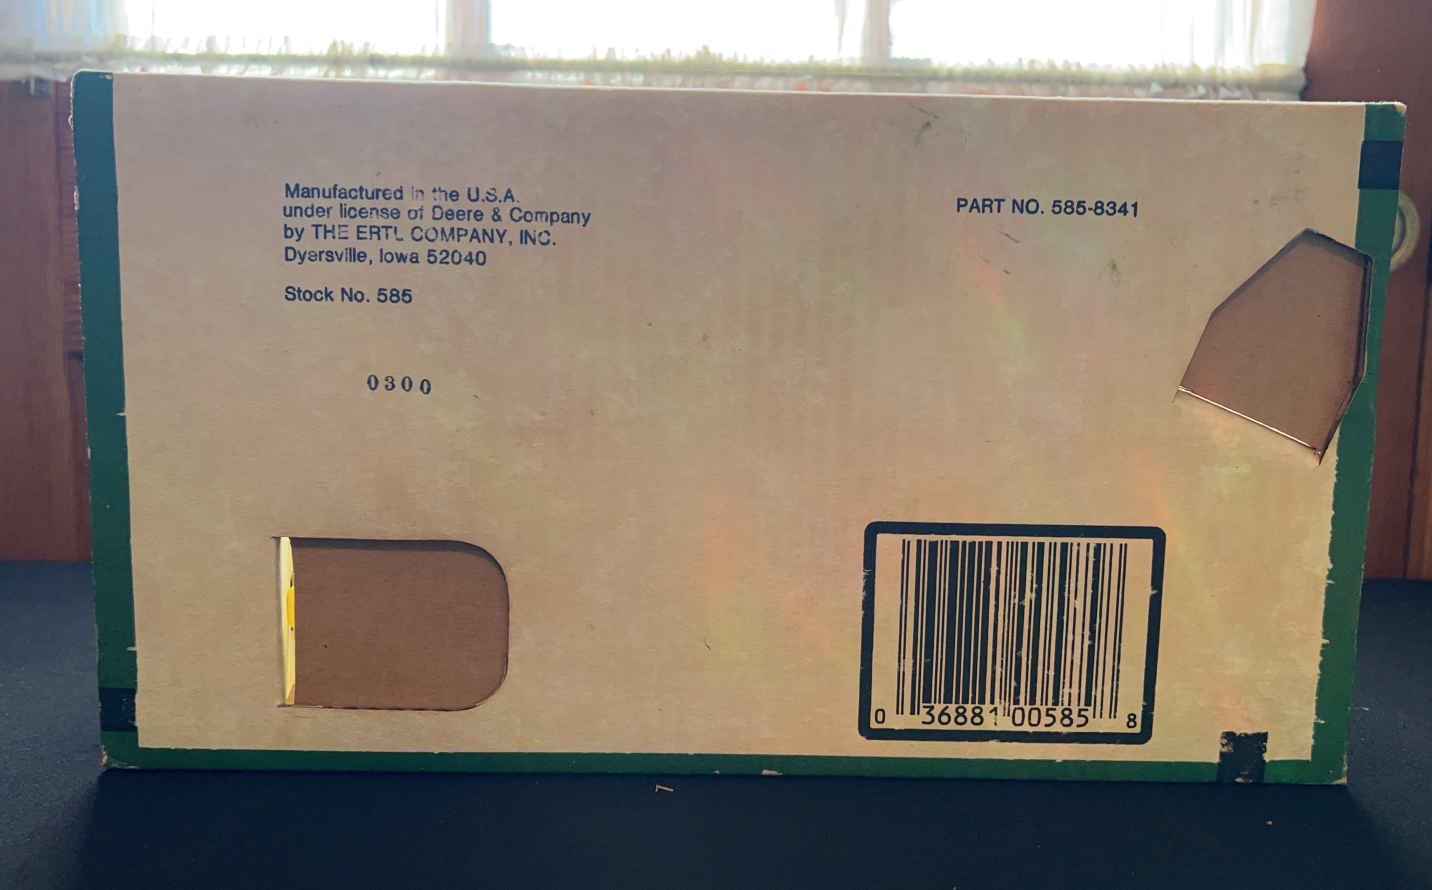 Manufactured in the U.S.A.
under license of Deere & Company
by THE ERTL COMPANY, INC.
Dyersville, Iowa 52040
Stock No. 585
0300
PART NO. 585-8341
0 36881 00585 8